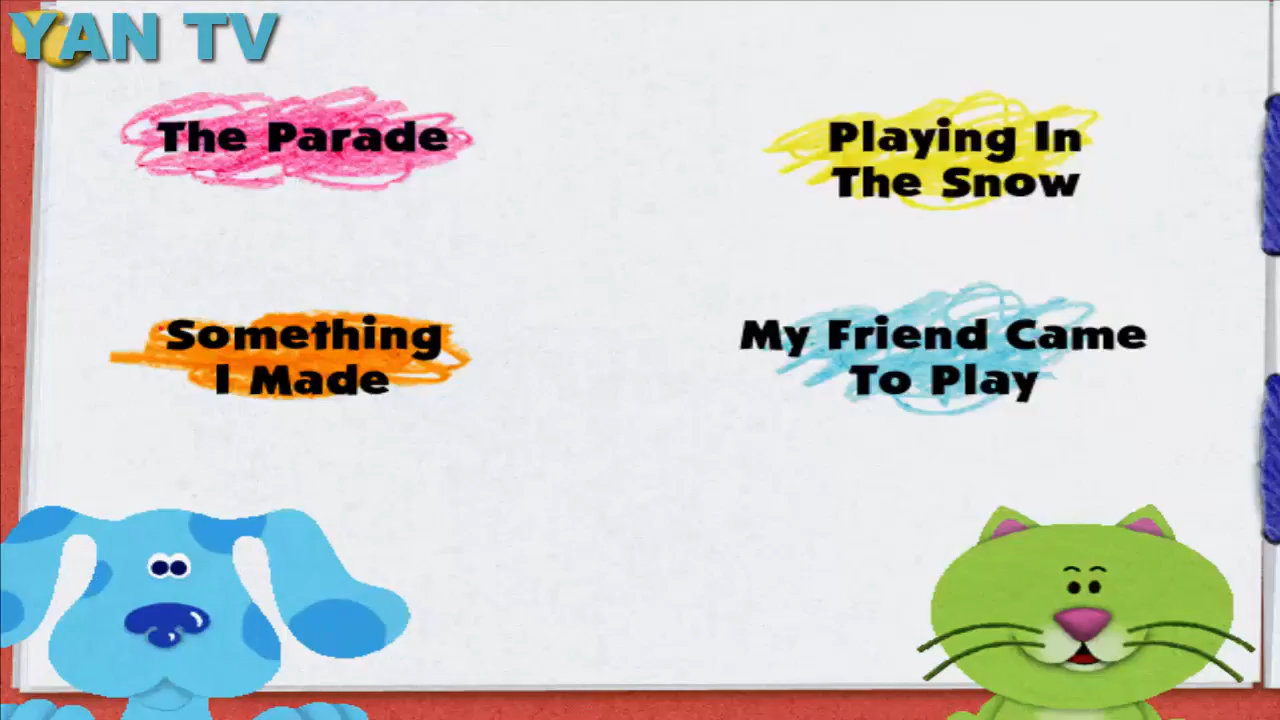 YAN TV
The Parade
Playing In
The Snow
Something
I Made
My Friend Came
To Play